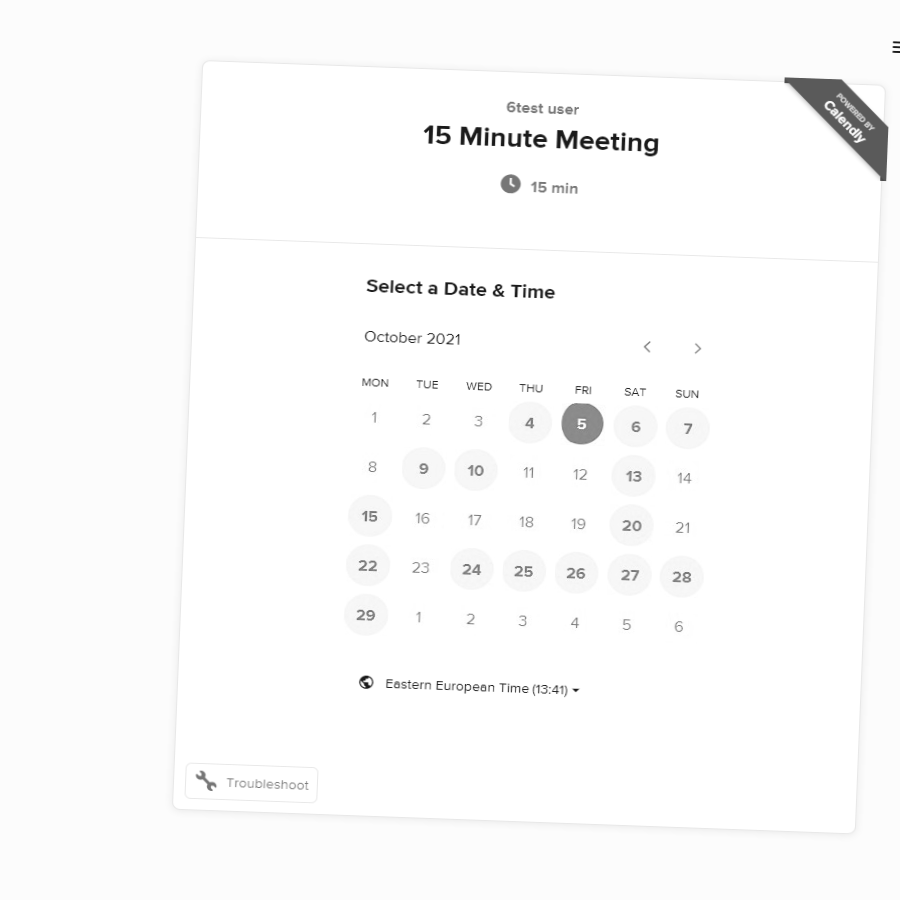 POWERED BY
Calendly
6test user
15 Minute Meeting
15 min
Select a Date & Time
October 2021
MON TUE WED THU FRI SAT SUN
1 2 3 4 5 6 7
8 9 10 11 12 13 14
15 16 17 18 19 20 21
22 23 24 25 26 27 28
29 1 2 3 4 5 6
Eastern European Time (13:41)
Troubleshoot